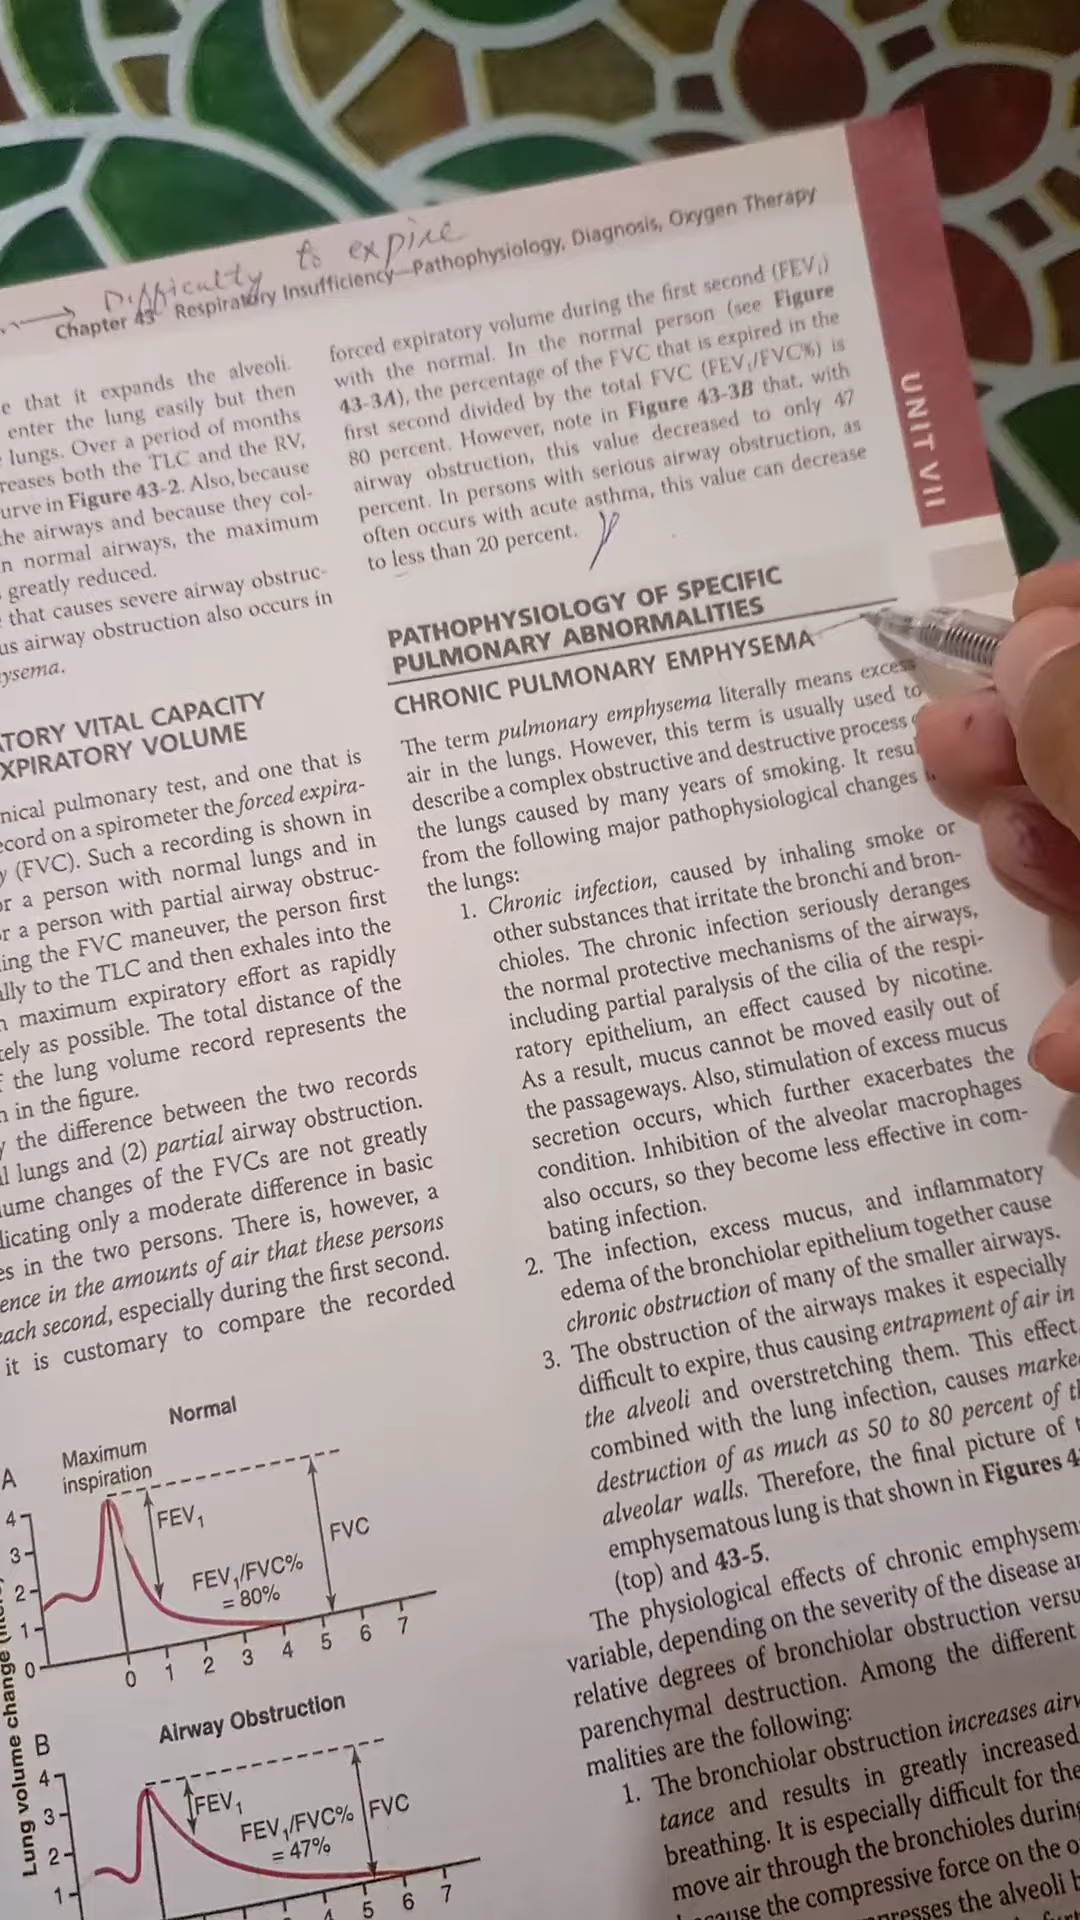 Difficulty to expire
Chapter 43 Respiratory Insufficiency—Pathophysiology, Diagnosis, Oxygen Therapy
UNIT VII
e that it expands the alveoli.
enter the lung easily but then
lungs. Over a period of months
reases both the TLC and the RV,
urve in Figure 43-2. Also, because
he airways and because they col-
n normal airways, the maximum
greatly reduced.
that causes severe airway obstruc-
us airway obstruction also occurs in
ysema.
TORY VITAL CAPACITY
XPIRATORY VOLUME
nical pulmonary test, and one that is
ecord on a spirometer the forced expira-
y (FVC). Such a recording is shown in
or a person with normal lungs and in
r a person with partial airway obstruc-
ing the FVC maneuver, the person first
ally to the TLC and then exhales into the
maximum expiratory effort as rapidly
tely as possible. The total distance of the
the lung volume record represents the
n in the figure.
the difference between the two records
l lungs and (2) partial airway obstruction.
ume changes of the FVCs are not greatly
licating only a moderate difference in basic
es in the two persons. There is, however, a
ence in the amounts of air that these persons
each second, especially during the first second.
it is customary to compare the recorded
forced expiratory volume during the first second (FEV₁)
with the normal. In the normal person (see Figure
43-3A), the percentage of the FVC that is expired in the
first second divided by the total FVC (FEV₁/FVC%) is
80 percent. However, note in Figure 43-3B that, with
airway obstruction, this value decreased to only 47
percent. In persons with serious airway obstruction, as
often occurs with acute asthma, this value can decrease
to less than 20 percent.
PATHOPHYSIOLOGY OF SPECIFIC
PULMONARY ABNORMALITIES
CHRONIC PULMONARY EMPHYSEMA
The term pulmonary emphysema literally means excess
air in the lungs. However, this term is usually used to
describe a complex obstructive and destructive process
the lungs caused by many years of smoking. It resul
from the following major pathophysiological changes
the lungs:
1. Chronic infection, caused by inhaling smoke or
other substances that irritate the bronchi and bron-
chioles. The chronic infection seriously deranges
the normal protective mechanisms of the airways,
including partial paralysis of the cilia of the respi-
ratory epithelium, an effect caused by nicotine.
As a result, mucus cannot be moved easily out of
the passageways. Also, stimulation of excess mucus
secretion occurs, which further exacerbates the
condition. Inhibition of the alveolar macrophages
also occurs, so they become less effective in com-
bating infection.
2. The infection, excess mucus, and inflammatory
edema of the bronchiolar epithelium together cause
chronic obstruction of many of the smaller airways.
3. The obstruction of the airways makes it especially
difficult to expire, thus causing entrapment of air in
the alveoli and overstretching them. This effect,
combined with the lung infection, causes marke
destruction of as much as 50 to 80 percent of th
alveolar walls. Therefore, the final picture of t
emphysematous lung is that shown in Figures 4
(top) and 43-5.
The physiological effects of chronic emphysem
variable, depending on the severity of the disease an
relative degrees of bronchiolar obstruction versu
parenchymal destruction. Among the different
malities are the following:
1. The bronchiolar obstruction increases airw
tance and results in greatly increased
breathing. It is especially difficult for the
move air through the bronchioles during
cause the compressive force on the o
presses the alveoli b
Normal
A
Maximum
inspiration
FEV₁
FVC
FEV₁/FVC%
= 80%
4
3
2
1
0
0 1 2 3 4 5 6 7
Lung volume change
Airway Obstruction
B
FEV₁
FVC
FEV₁/FVC%
= 47%
4
3
2
1
4 5 6 7